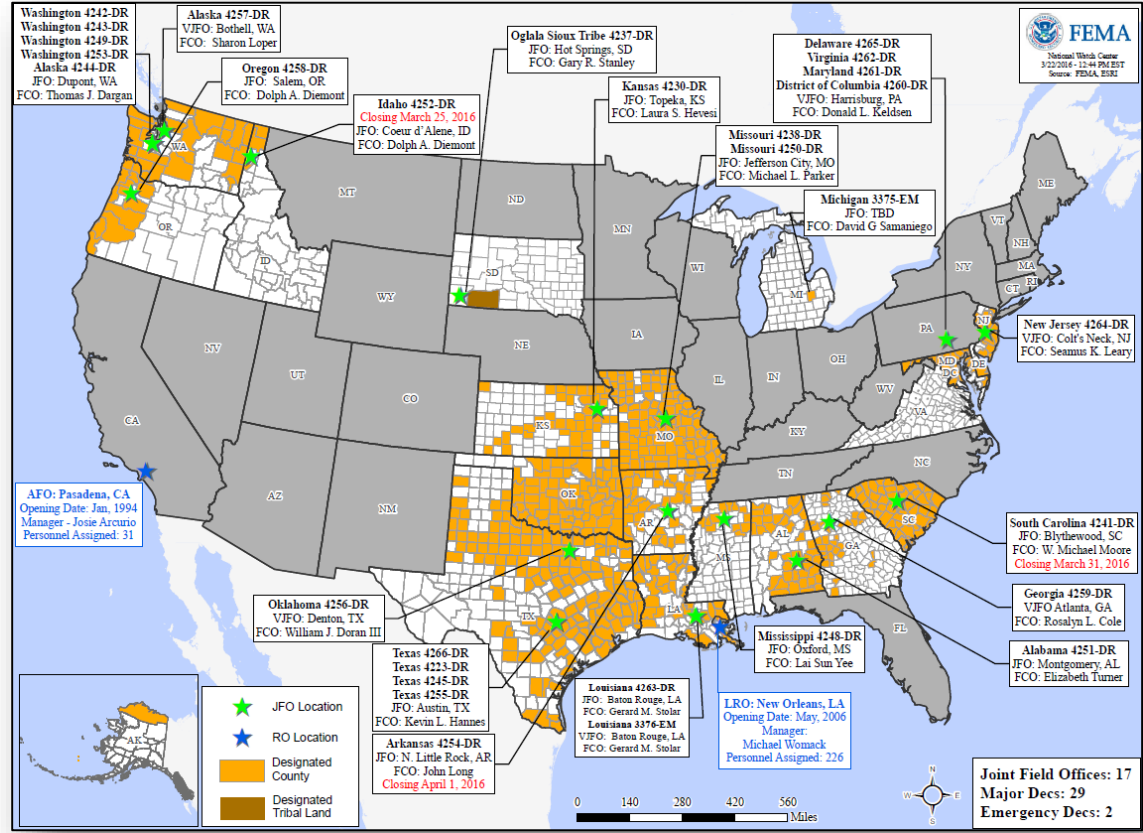 Washington 4242-DR
Washington 4243-DR
Washington 4249-DR
Washington 4253-DR
Alaska 4244-DR
JFO: Dupont, WA
FCO: Thomas J. Dargan
Alaska 4257-DR
VJFO: Bothell, WA
FCO: Sharon Loper
Oregon 4258-DR
JFO: Salem, OR
FCO: Dolph A. Diemont
Idaho 4252-DR
Closing March 25, 2016
JFO: Coeur d'Alene, ID
FCO: Dolph A. Diemont
Oglala Sioux Tribe 4237-DR
JFO: Hot Springs, SD
FCO: Gary R. Stanley
Kansas 4230-DR
JFO: Topeka, KS
FCO: Laura S. Hevesi
Delaware 4265-DR
Virginia 4262-DR
Maryland 4261-DR
District of Columbia 4260-DR
VJFO: Harrisburg, PA
FCO: Donald L. Keldsen
Missouri 4238-DR
Missouri 4250-DR
JFO: Jefferson City, MO
FCO: Michael L. Parker
Michigan 3375-EM
JFO: TBD
FCO: David G Samaniego
FEMA
National Watch Center
3/22/2016 - 12:44 PM EST
Source: FEMA, ESRI
New Jersey 4264-DR
VJFO: Colt's Neck, NJ
FCO: Seamus K. Leary
WA
OR
ID
MT
ND
SD
MN
WI
MI
WY
NE
IA
NV
UT
CO
CA
AZ
NM
KS
OK
TX
MO
AR
LA
IL
IN
OH
KY
TN
MS
AL
GA
FL
SC
NC
VA
WV
PA
MD
DC
DE
NJ
NY
CT
RI
MA
VT
NH
ME
AK
AFO: Pasadena, CA
Opening Date: Jan, 1994
Manager - Josie Arcurio
Personnel Assigned: 31
South Carolina 4241-DR
JFO: Blythewood, SC
FCO: W. Michael Moore
Closing March 31, 2016
Georgia 4259-DR
VJFO Atlanta, GA
FCO: Rosalyn L. Cole
Alabama 4251-DR
JFO: Montgomery, AL
FCO: Elizabeth Turner
Mississippi 4248-DR
JFO: Oxford, MS
FCO: Lai Sun Yee
Oklahoma 4256-DR
VJFO: Denton, TX
FCO: William J. Doran III
Texas 4266-DR
Texas 4223-DR
Texas 4245-DR
Texas 4255-DR
JFO: Austin, TX
FCO: Kevin L. Hannes
Arkansas 4254-DR
JFO: N. Little Rock, AR
FCO: John Long
Closing April 1, 2016
Louisiana 4263-DR
JFO: Baton Rouge, LA
FCO: Gerard M. Stolar
Louisiana 3376-EM
VJFO: Baton Rouge, LA
FCO: Gerard M. Stolar
LRO: New Orleans, LA
Opening Date: May, 2006
Manager:
Michael Womack
Personnel Assigned: 226
JFO Location
RO Location
Designated
County
Designated
Tribal Land
0 140 280 420 560
Miles
N
W E
S
Joint Field Offices: 17
Major Decs: 29
Emergency Decs: 2